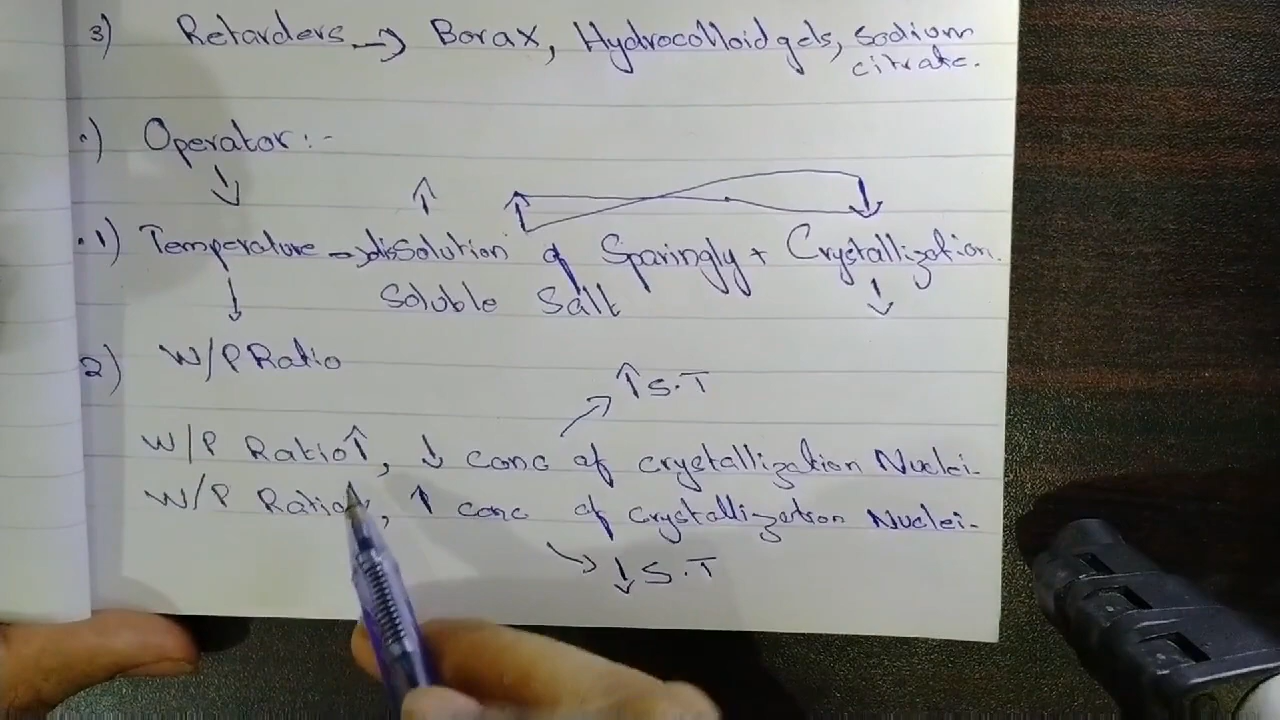 3) Retarders → Borax, Hydrocolloid gels, sodium
citrate.
•) Operator :-
↓
↑ ↑ ↓
•1) Temperature → dissolution of Sparingly + Crystallization.
↓ Soluble Salt ↓
2) W/P Ratio
↑ S.T
W/P Ratio ↑, ↓ conc of crystallization Nuclei.
W/P Ratio , ↑ conc of crystallization Nuclei.
↓ S.T